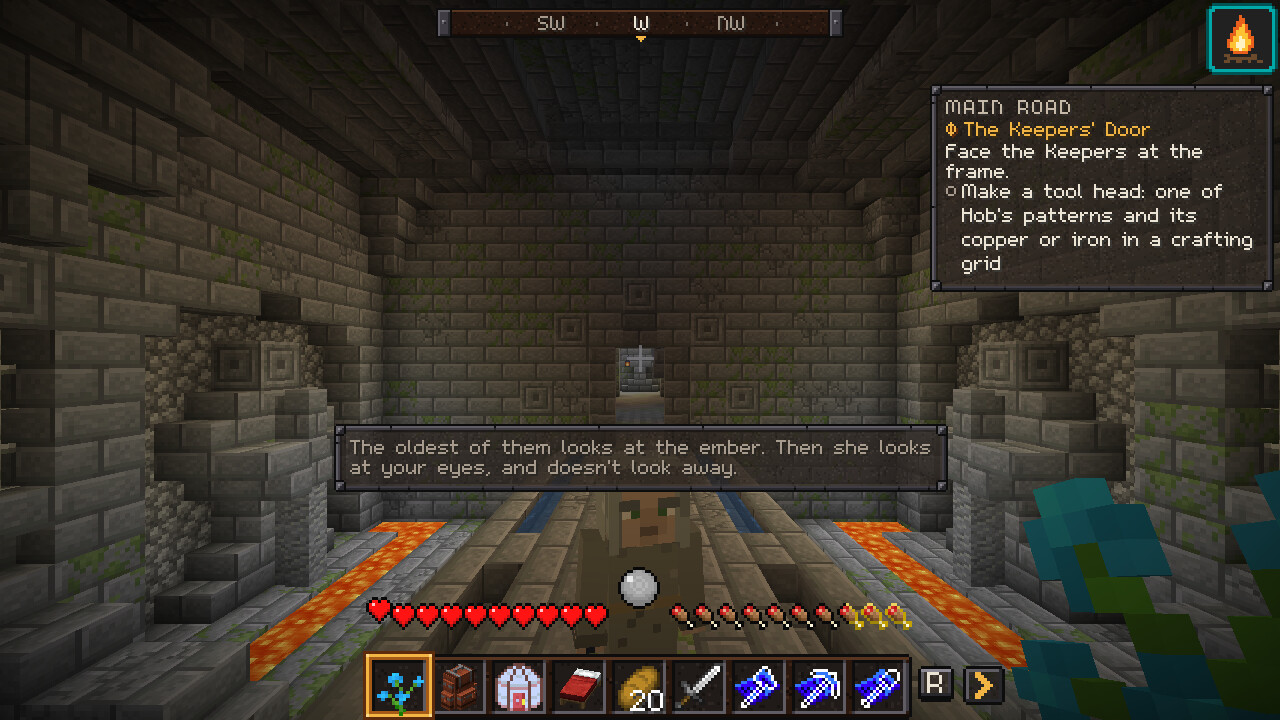 SW W NW
MAIN ROAD
The Keepers' Door
Face the Keepers at the
frame.
Make a tool head: one of
Hob's patterns and its
copper or iron in a crafting
grid
The oldest of them looks at the ember. Then she looks
at your eyes, and doesn't look away.
20
R